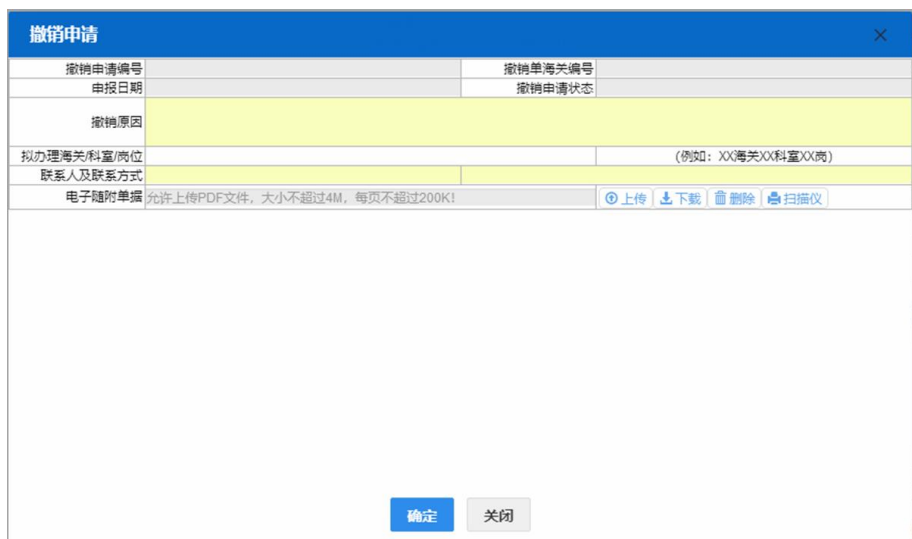 撤销申请
撤销申请编号 撤销单海关编号
申报日期 撤销申请状态
撤销原因
拟办理海关/科室/岗位 (例如：XX海关XX科室XX岗)
联系人及联系方式
电子随附单据 允许上传PDF文件，大小不超过4M，每页不超过200K! 上传 下载 删除 扫描仪
确定 关闭